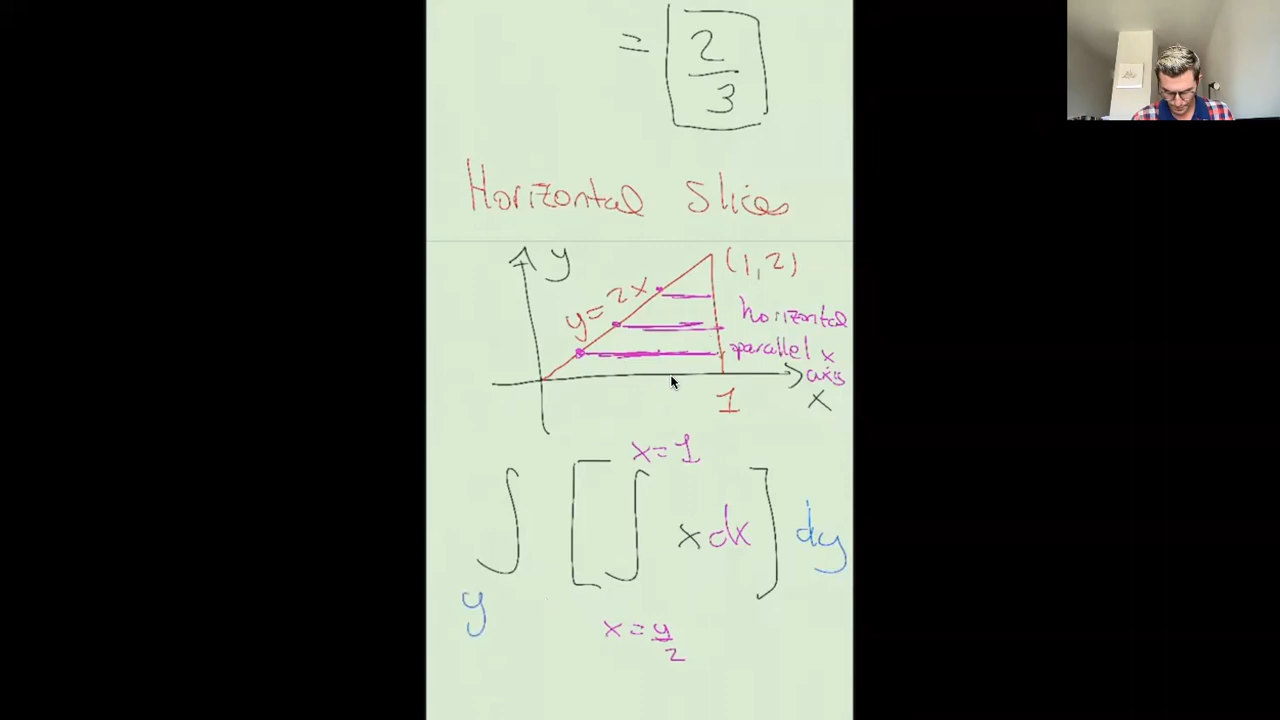 = 2/3
Horizontal Slices
y
(1,2)
y=2x
horizontal
parallel x
axis
1
x
x=1
∫ [∫ x dx] dy
y
x = y/2